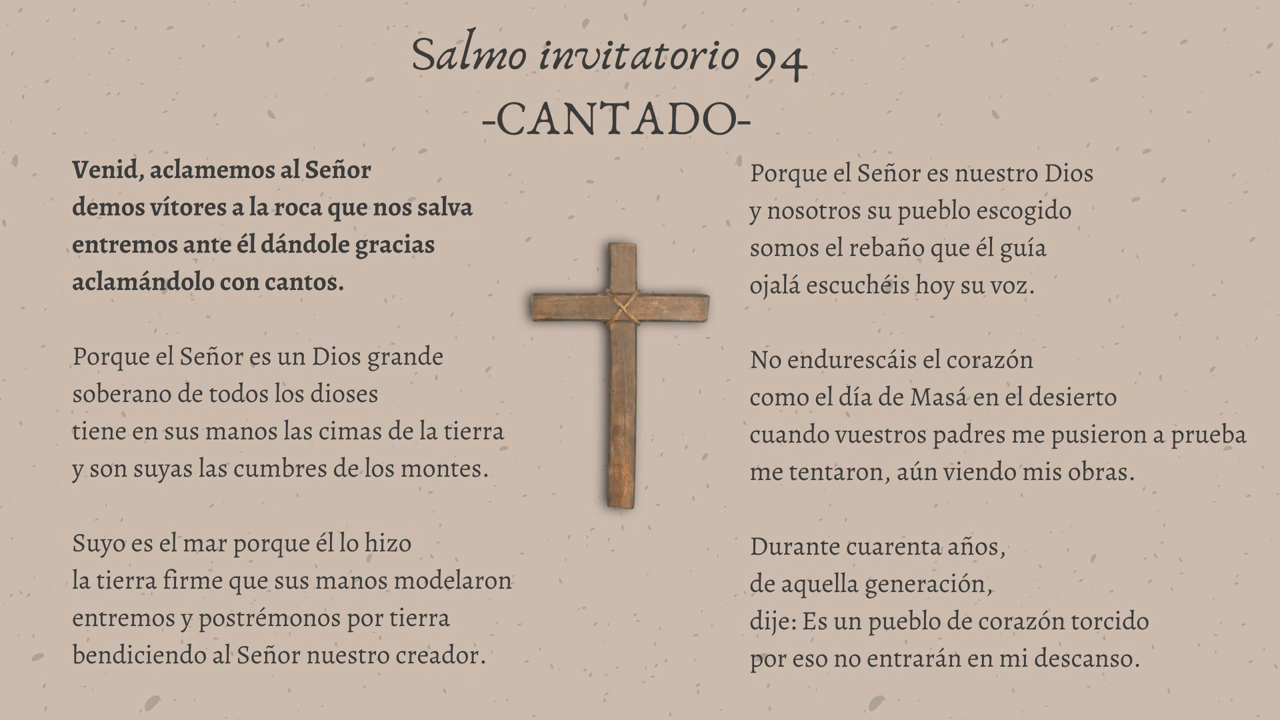 Salmo invitatorio 94
-CANTADO-
Venid, aclamemos al Señor
demos vítores a la roca que nos salva
entremos ante él dándole gracias
aclamándolo con cantos.
Porque el Señor es un Dios grande
soberano de todos los dioses
tiene en sus manos las cimas de la tierra
y son suyas las cumbres de los montes.
Suyo es el mar porque él lo hizo
la tierra firme que sus manos modelaron
entremos y postrémonos por tierra
bendiciendo al Señor nuestro creador.
Porque el Señor es nuestro Dios
y nosotros su pueblo escogido
somos el rebaño que él guía
ojalá escuchéis hoy su voz.
No endurescáis el corazón
como el día de Masá en el desierto
cuando vuestros padres me pusieron a prueba
me tentaron, aún viendo mis obras.
Durante cuarenta años,
de aquella generación,
dije: Es un pueblo de corazón torcido
por eso no entrarán en mi descanso.